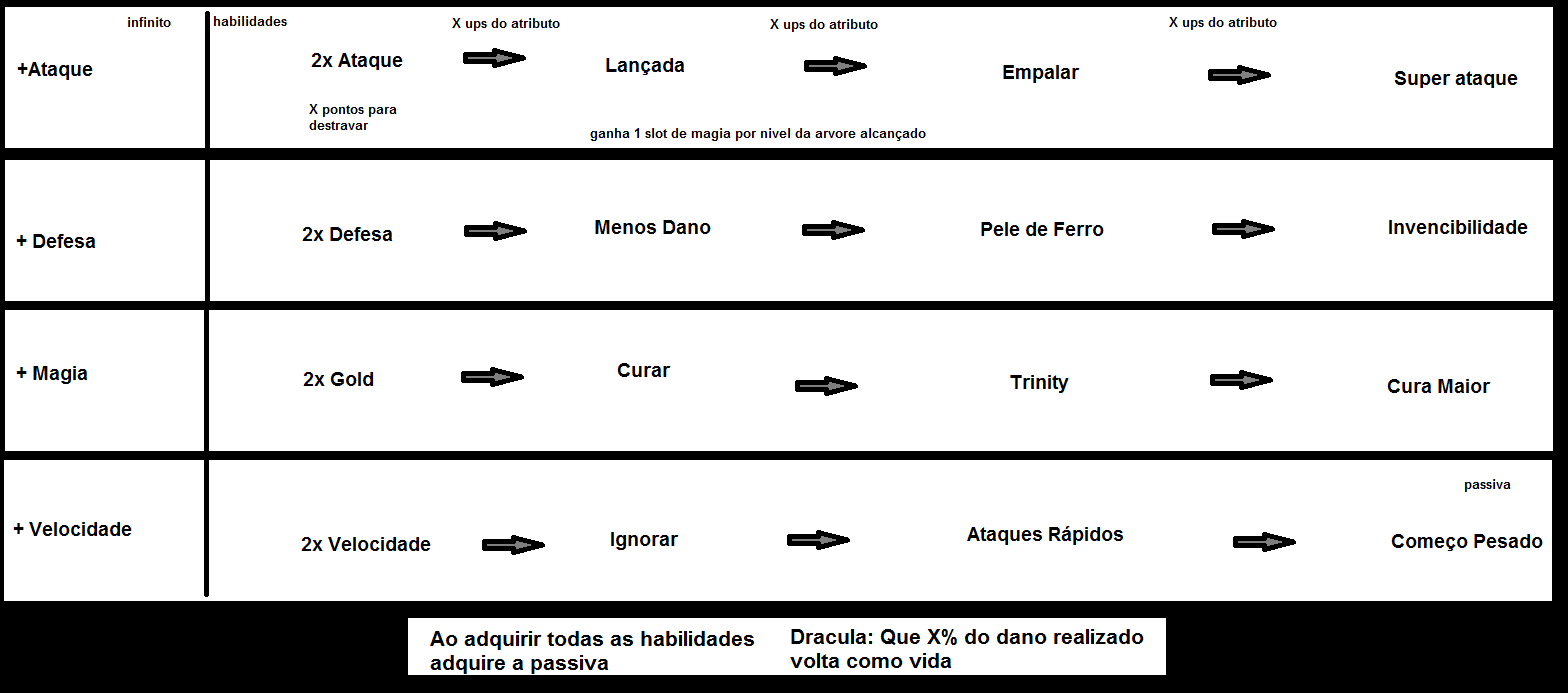 infinito
habilidades
X ups do atributo
X ups do atributo
X ups do atributo
+Ataque
2x Ataque
Lançada
Empalar
Super ataque
X pontos para
destravar
ganha 1 slot de magia por nivel da arvore alcançado
+ Defesa
2x Defesa
Menos Dano
Pele de Ferro
Invencibilidade
+ Magia
2x Gold
Curar
Trinity
Cura Maior
passiva
+ Velocidade
2x Velocidade
Ignorar
Ataques Rápidos
Começo Pesado
Ao adquirir todas as habilidades
adquire a passiva
Dracula: Que X% do dano realizado
volta como vida